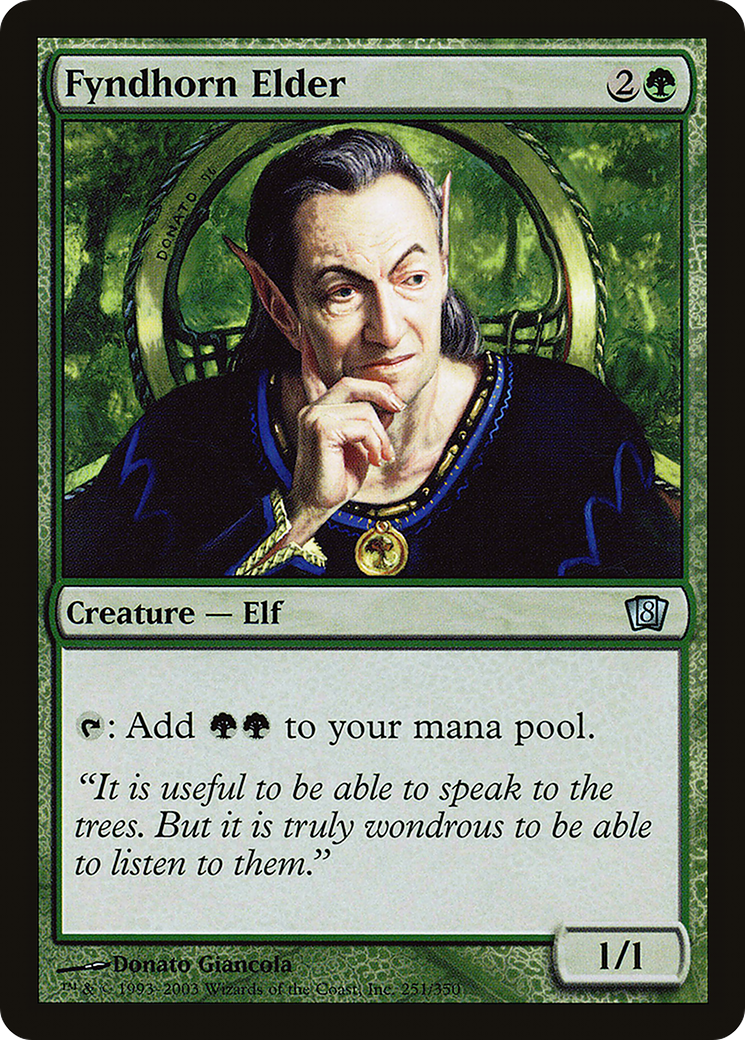 Fyndhorn Elder 2
DONATO 96
Creature — Elf 8
: Add to your mana pool.
“It is useful to be able to speak to the
trees. But it is truly wondrous to be able
to listen to them.”
1/1
Donato Giancola
™ & © 1993–2003 Wizards of the Coast, Inc. 251/350